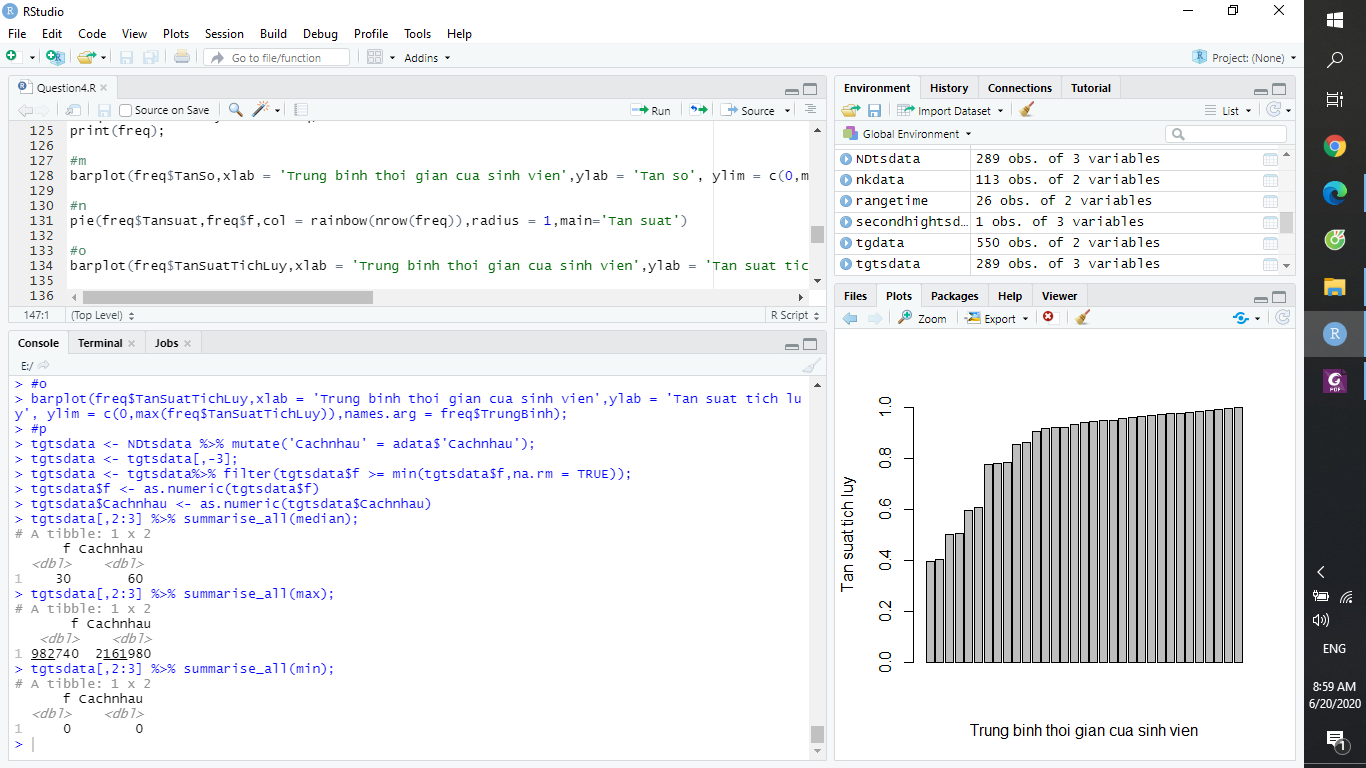 RStudio
File Edit Code View Plots Session Build Debug Profile Tools Help
Go to file/function Addins Project: (None)
Question4.R
Source on Save Run Source
125 print(freq);
126
127 #m
128 barplot(freq$TanSo,xlab = 'Trung binh thoi gian cua sinh vien',ylab = 'Tan so', ylim = c(0,m
129
130 #n
131 pie(freq$Tansuat,freq$f,col = rainbow(nrow(freq)),radius = 1,main='Tan suat')
132
133 #o
134 barplot(freq$TanSuatTichLuy,xlab = 'Trung binh thoi gian cua sinh vien',ylab = 'Tan suat tic
135
136
147:1 (Top Level) R Script
Console Terminal Jobs
E:/
> #o
> barplot(freq$TanSuatTichLuy,xlab = 'Trung binh thoi gian cua sinh vien',ylab = 'Tan suat tich lu
y', ylim = c(0,max(freq$TanSuatTichLuy)),names.arg = freq$TrungBinh);
> #p
> tgtsdata <- NDtsdata %>% mutate('Cachnhau' = adata$'Cachnhau');
> tgtsdata <- tgtsdata[,-3];
> tgtsdata <- tgtsdata%>% filter(tgtsdata$f >= min(tgtsdata$f,na.rm = TRUE));
> tgtsdata$f <- as.numeric(tgtsdata$f)
> tgtsdata$Cachnhau <- as.numeric(tgtsdata$Cachnhau)
> tgtsdata[,2:3] %>% summarise_all(median);
# A tibble: 1 x 2
f Cachnhau
<dbl> <dbl>
1 30 60
> tgtsdata[,2:3] %>% summarise_all(max);
# A tibble: 1 x 2
f Cachnhau
<dbl> <dbl>
1 982740 2161980
> tgtsdata[,2:3] %>% summarise_all(min);
# A tibble: 1 x 2
f Cachnhau
<dbl> <dbl>
1 0 0
>
Environment History Connections Tutorial
Import Dataset List
Global Environment
NDtsdata 289 obs. of 3 variables
nkdata 113 obs. of 2 variables
rangetime 26 obs. of 2 variables
secondhightsd… 1 obs. of 3 variables
tgdata 550 obs. of 2 variables
tgtsdata 289 obs. of 3 variables
Files Plots Packages Help Viewer
Zoom Export
1.0
0.8
0.6
0.4
0.2
0.0
Tan suat tich luy
Trung binh thoi gian cua sinh vien
PDF
ENG
8:59 AM
6/20/2020
1